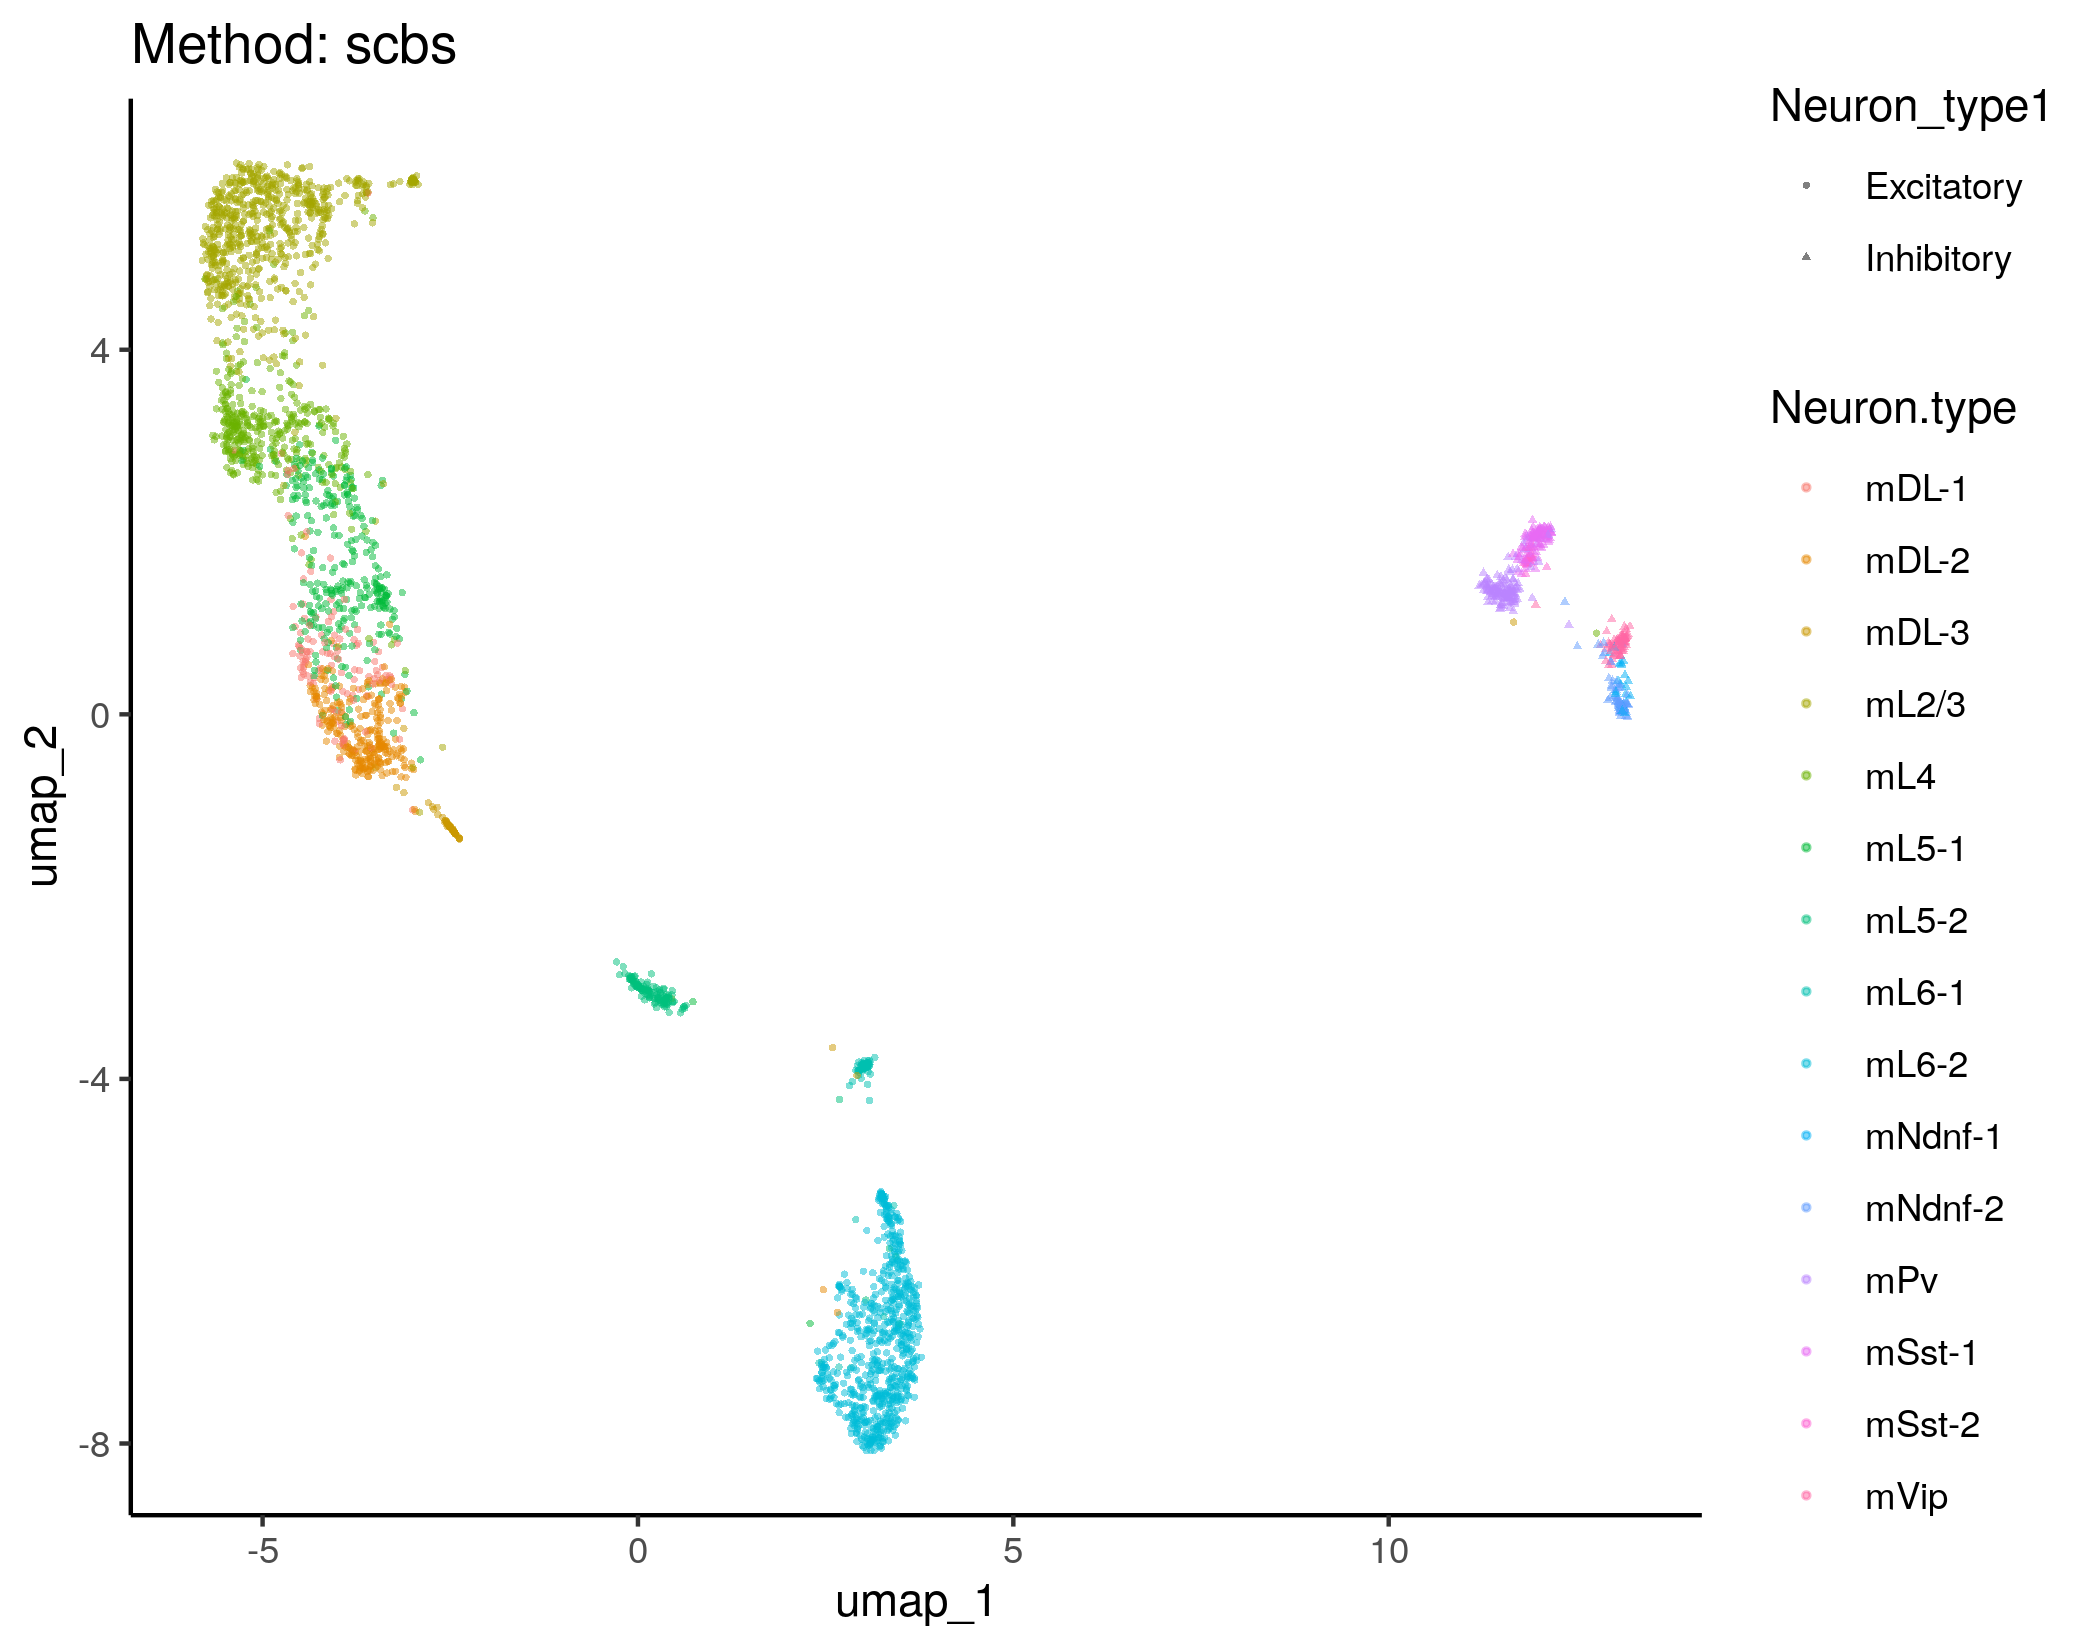 Method: scbs
umap_2
4
0
-4
-8
-5
0
5
10
umap_1
Neuron_type1
Excitatory
Inhibitory
Neuron.type
mDL-1
mDL-2
mDL-3
mL2/3
mL4
mL5-1
mL5-2
mL6-1
mL6-2
mNdnf-1
mNdnf-2
mPv
mSst-1
mSst-2
mVip